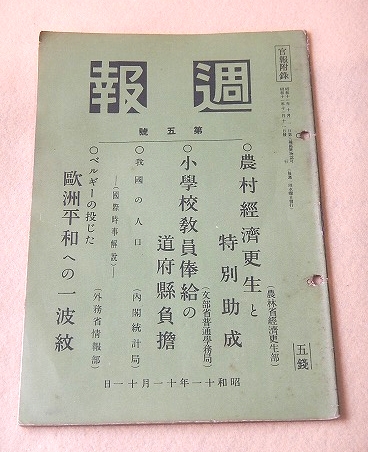 官報附錄
週報
第五號
○農村經濟更生と
特別助成
(農林省經濟更生部)
○小學校教員俸給の
道府縣負擔
(文部省普通學務局)
○我國の人口
(內閣統計局)
―(國際時事解說)―
○ベルギーの投じた
歐洲平和への一波紋
(外務省情報部)
五錢
昭和十一年十一月十一日